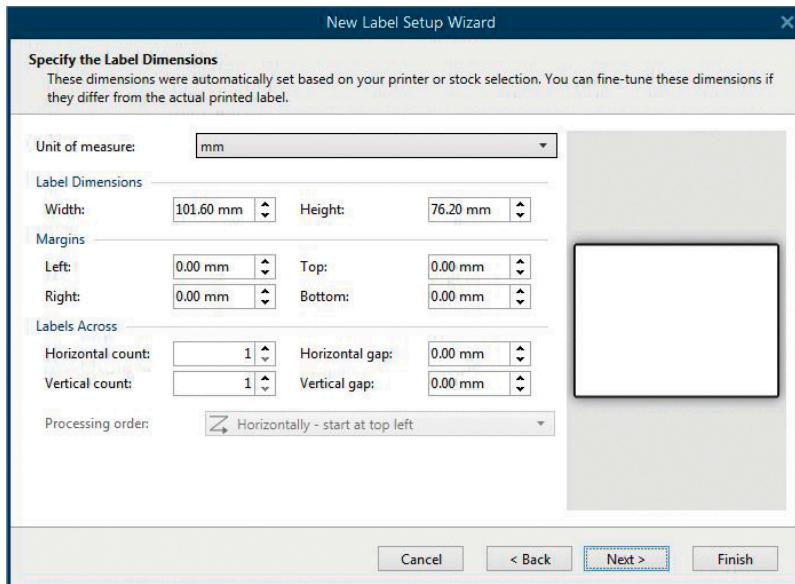 New Label Setup Wizard
Specify the Label Dimensions
These dimensions were automatically set based on your printer or stock selection. You can fine-tune these dimensions if
they differ from the actual printed label.
Unit of measure: mm
Label Dimensions
Width: 101.60 mm Height: 76.20 mm
Margins
Left: 0.00 mm Top: 0.00 mm
Right: 0.00 mm Bottom: 0.00 mm
Labels Across
Horizontal count: 1 Horizontal gap: 0.00 mm
Vertical count: 1 Vertical gap: 0.00 mm
Processing order: Horizontally - start at top left
Cancel < Back Next > Finish